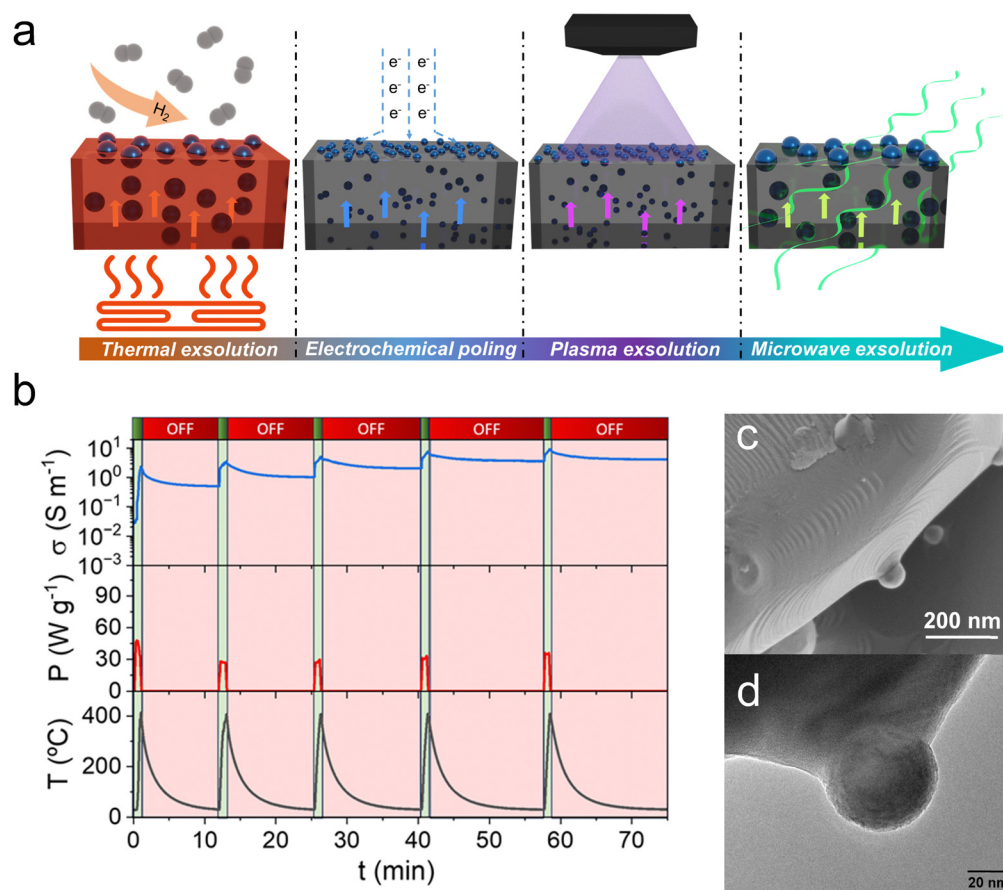 a
H₂
e⁻ e⁻
e⁻ e⁻
e⁻ e⁻
Thermal exsolution
Electrochemical poling
Plasma exsolution
Microwave exsolution
b
OFF OFF OFF OFF OFF
σ (S m⁻¹)
10¹
10⁰
10⁻¹
10⁻²
10⁻³
P (W g⁻¹)
90
60
30
0
T (ºC)
400
200
0
0 10 20 30 40 50 60 70
t (min)
c
200 nm
d
20 nm